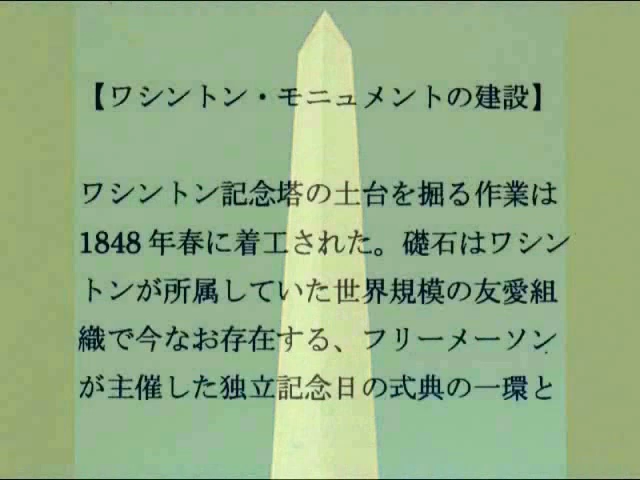 【ワシントン・モニュメントの建設】
ワシントン記念塔の土台を掘る作業は
1848 年春に着工された。礎石はワシン
トンが所属していた世界規模の友愛組
織で今なお存在する、フリーメーソン
が主催した独立記念日の式典の一環と